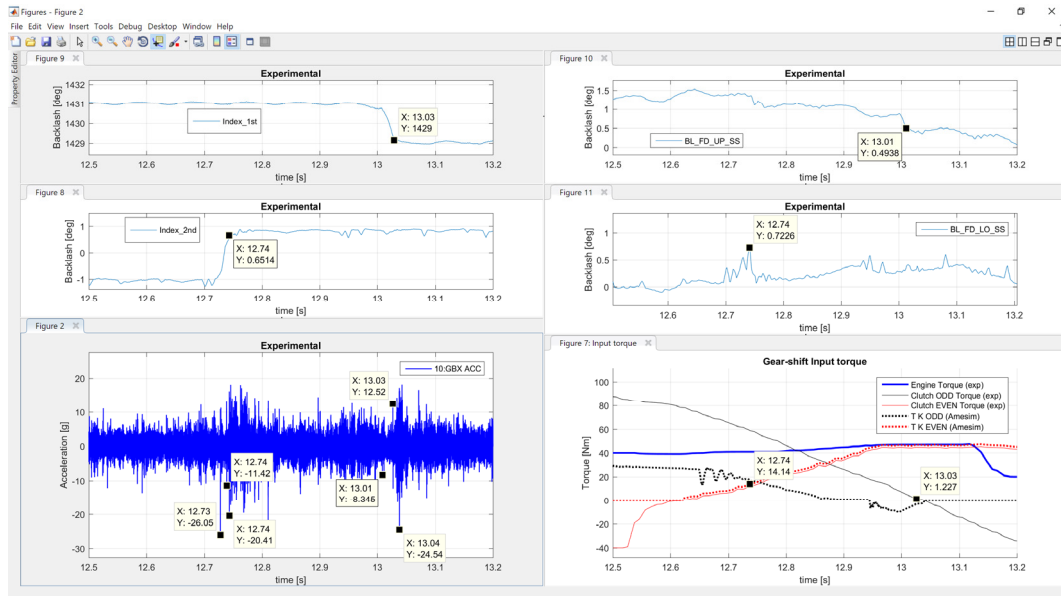 Figures - Figure 2
File Edit View Insert Tools Debug Desktop Window Help
Property Editor
Figure 9
Experimental
Backlash [deg]
1432
1431
1430
1429
Index_1st
X: 13.03
Y: 1429
12.5 12.6 12.7 12.8 12.9 13 13.1 13.2
time [s]
Figure 10
Experimental
Backlash [deg]
1.5
1
0.5
0
BL_FD_UP_SS
X: 13.01
Y: 0.4938
12.5 12.6 12.7 12.8 12.9 13 13.1 13.2
time [s]
Figure 8
Experimental
Backlash [deg]
1
0
-1
Index_2nd
X: 12.74
Y: 0.6514
12.5 12.6 12.7 12.8 12.9 13 13.1 13.2
time [s]
Figure 11
Experimental
Backlash [deg]
1
0.5
0
X: 12.74
Y: 0.7226
BL_FD_LO_SS
12.6 12.7 12.8 12.9 13 13.1 13.2
time [s]
Figure 2
Experimental
Acceleration [g]
20
10
0
-10
-20
-30
10:GBX ACC
X: 13.03
Y: 12.52
X: 12.74
Y: -11.42
X: 13.01
Y: -8.346
X: 12.73
Y: -26.05
X: 12.74
Y: -20.41
X: 13.04
Y: -24.54
12.5 12.6 12.7 12.8 12.9 13 13.1 13.2
time [s]
Figure 7: Input torque
Gear-shift Input torque
Torque [Nm]
100
80
60
40
20
0
-20
-40
Engine Torque (exp)
Clutch ODD Torque (exp)
Clutch EVEN Torque (exp)
T K ODD (Amesim)
T K EVEN (Amesim)
X: 12.74
Y: 14.14
X: 13.03
Y: 1.227
12.5 12.6 12.7 12.8 12.9 13 13.1 13.2
time [s]